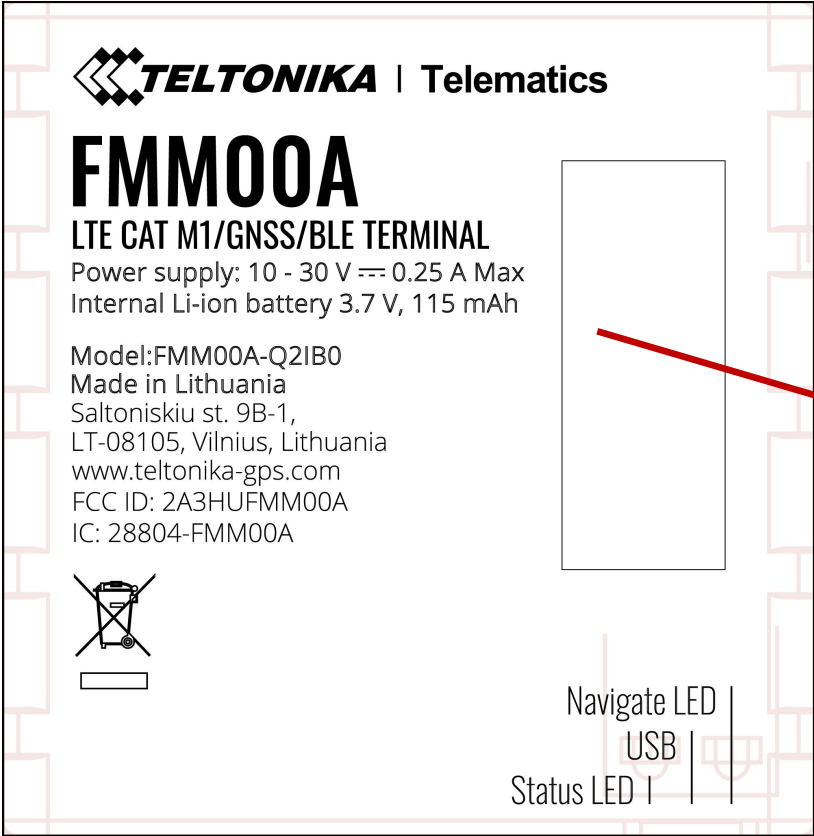 TELTONIKA | Telematics
FMM00A
LTE CAT M1/GNSS/BLE TERMINAL
Power supply: 10 - 30 V ⎓ 0.25 A Max
Internal Li-ion battery 3.7 V, 115 mAh
Model:FMM00A-Q2IB0
Made in Lithuania
Saltoniskiu st. 9B-1,
LT-08105, Vilnius, Lithuania
www.teltonika-gps.com
FCC ID: 2A3HUFMM00A
IC: 28804-FMM00A
Navigate LED
USB
Status LED